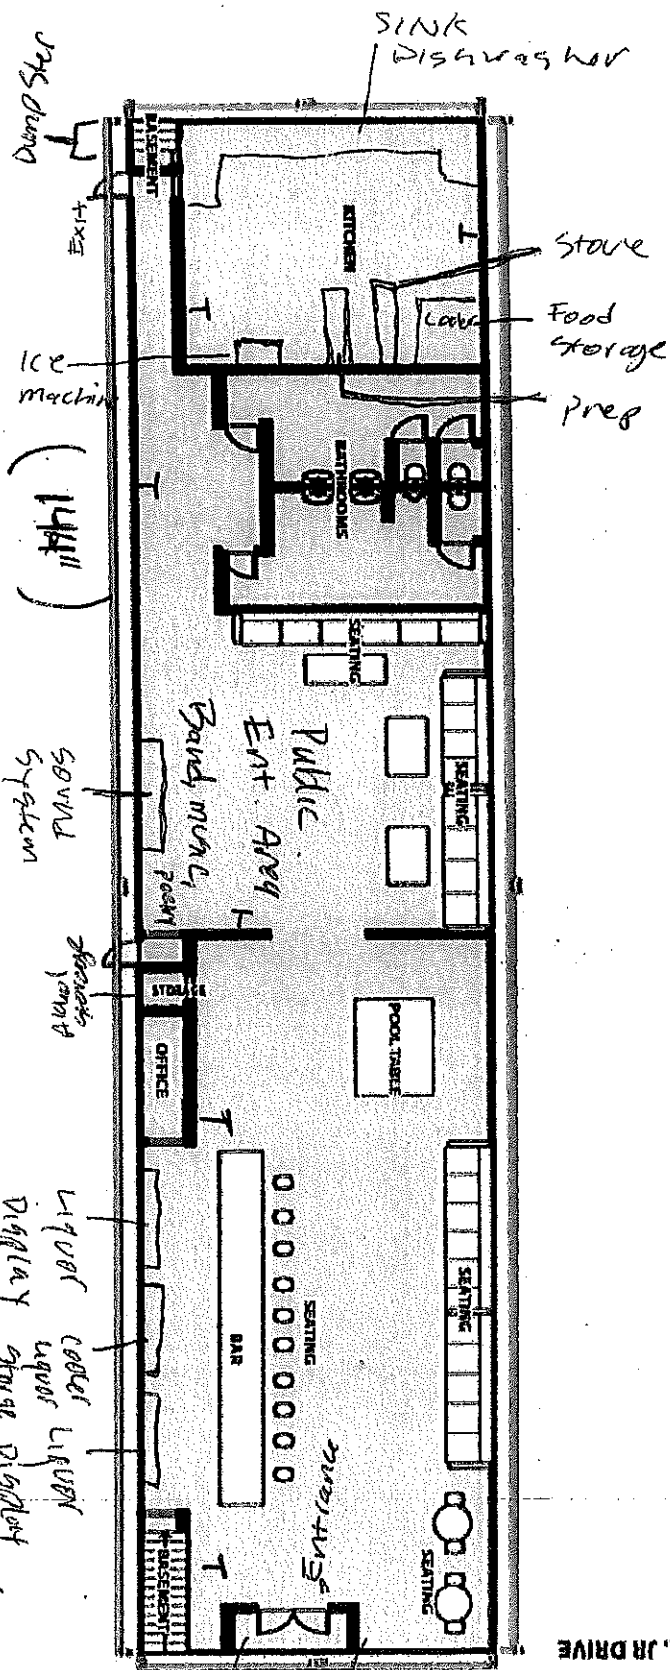 SINK
Dishwasher
Dumpster
BASEMENT
Exit
KITCHEN
T
T
Stove
Cooler
Food
Storage
Prep
Ice
machin
BATHROOMS
T
SEATING
SEATING
Public
Ent. Area
Band, music,
Poetry
Sound
System
T
STORAGE
Storage
OFFICE
POOL TABLE
T
Liquor
Display
Cooler
Liquor
Storage
Liquor
Display
BAR
SEATING
SEATING
Entrance
SEATING
T
BASEMENT
. JR DRIVE